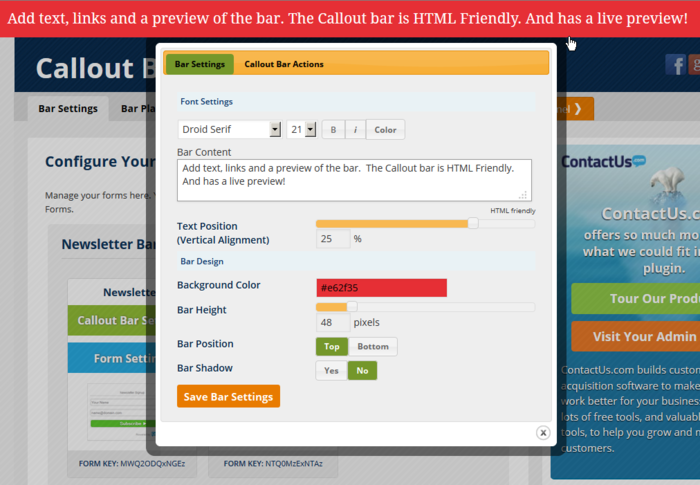 Add text, links and a preview of the bar. The Callout bar is HTML Friendly. And has a live preview!
Callout B
Bar Settings
Bar Pla
nel ❯
Bar Settings
Callout Bar Actions
Font Settings
Droid Serif
21
B
i
Color
Bar Content
Add text, links and a preview of the bar.  The Callout bar is HTML Friendly.
And has a live preview!
HTML friendly
Text Position
(Vertical Alignment)
25 %
Bar Design
Background Color
#e62f35
Bar Height
48 pixels
Bar Position
Top
Bottom
Bar Shadow
Yes
No
Save Bar Settings
Configure Your
Manage your forms here. Y
Forms.
Newsletter Bar
Newslette
Callout Bar Se
Form Settin
FORM KEY: MWQ2ODQxNGEz
FORM KEY: NTQ0MzExNTAz
ContactUs
ContactUs.c
offers so much mo
what we could fit in
plugin.
Tour Our Produ
Visit Your Admin
ContactUs.com builds custom
acquisition software to make
work better for your business
lots of free tools, and valuabl
tools, to help you grow and m
customers.